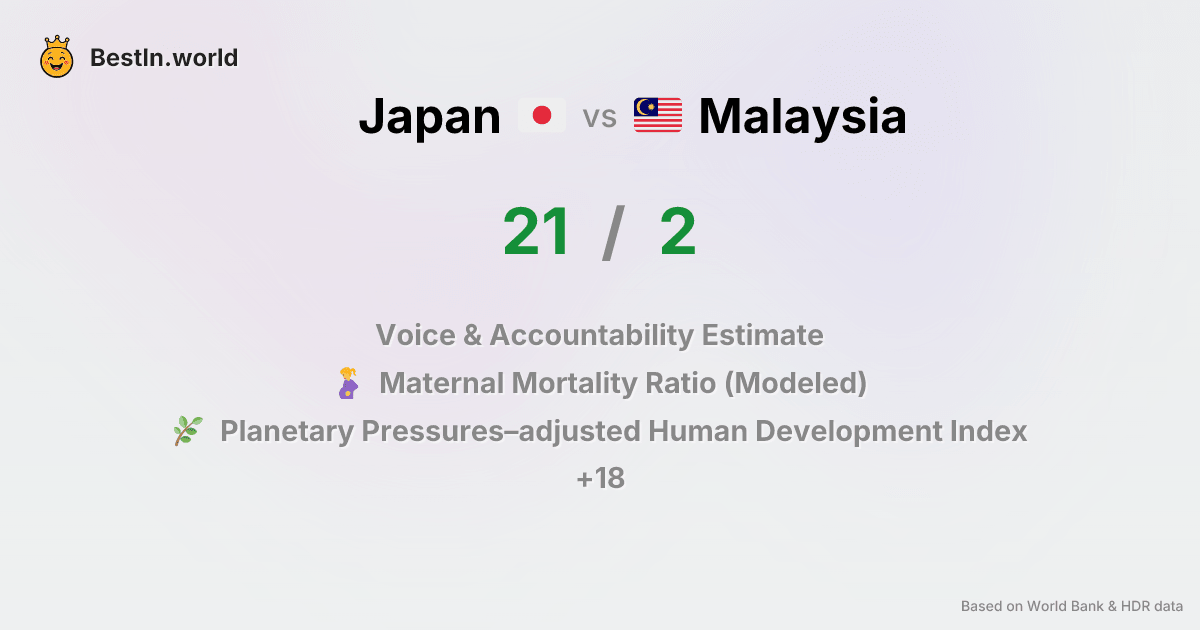 BestIn.world
Japan vs Malaysia
21 / 2
Voice & Accountability Estimate
Maternal Mortality Ratio (Modeled)
Planetary Pressures–adjusted Human Development Index
+18
Based on World Bank & HDR data